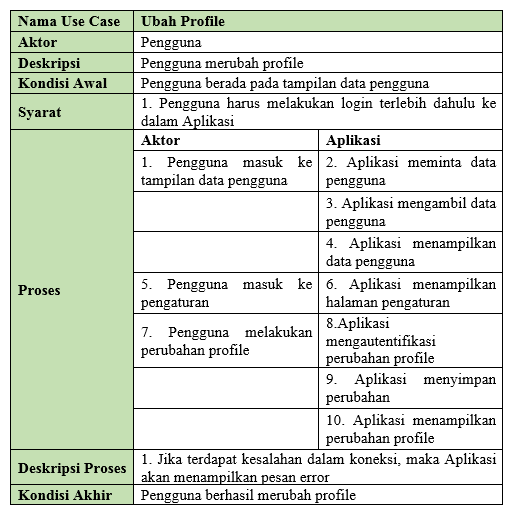 Nama Use Case Ubah Profile
Aktor Pengguna
Deskripsi Pengguna merubah profile
Kondisi Awal Pengguna berada pada tampilan data pengguna
Syarat 1. Pengguna harus melakukan login terlebih dahulu ke
dalam Aplikasi
Proses
Aktor Aplikasi
1. Pengguna masuk ke
tampilan data pengguna
2. Aplikasi meminta data
pengguna
3. Aplikasi mengambil data
pengguna
4. Aplikasi menampilkan
data pengguna
5. Pengguna masuk ke
pengaturan
6. Aplikasi menampilkan
halaman pengaturan
7. Pengguna melakukan
perubahan profile
8.Aplikasi
mengautentifikasi
perubahan profile
9. Aplikasi menyimpan
perubahan
10. Aplikasi menampilkan
perubahan profile
Deskripsi Proses 1. Jika terdapat kesalahan dalam koneksi, maka Aplikasi
akan menampilkan pesan error
Kondisi Akhir Pengguna berhasil merubah profile